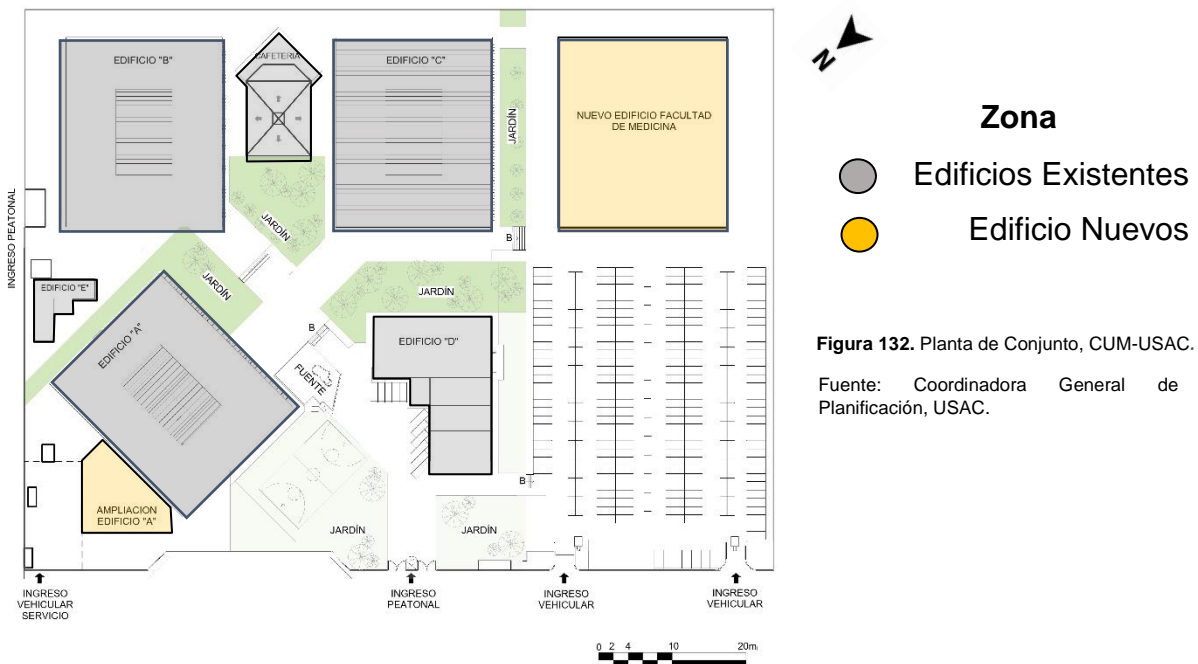 EDIFICIO "B"
CAFETERIA
EDIFICIO "C"
NUEVO EDIFICIO FACULTAD
DE MEDICINA
JARDÍN
INGRESO PEATONAL
JARDÍN
B
EDIFICIO "E"
JARDÍN
JARDÍN
EDIFICIO "A"
B
EDIFICIO "D"
FUENTE
B
AMPLIACION
EDIFICIO "A"
JARDÍN
JARDÍN
INGRESO
VEHICULAR
SERVICIO
INGRESO
PEATONAL
INGRESO
VEHICULAR
INGRESO
VEHICULAR
0 2 4 10 20m
N
Zona
Edificios Existentes
Edificio Nuevos
Figura 132. Planta de Conjunto, CUM-USAC.
Fuente: Coordinadora General de
Planificación, USAC.